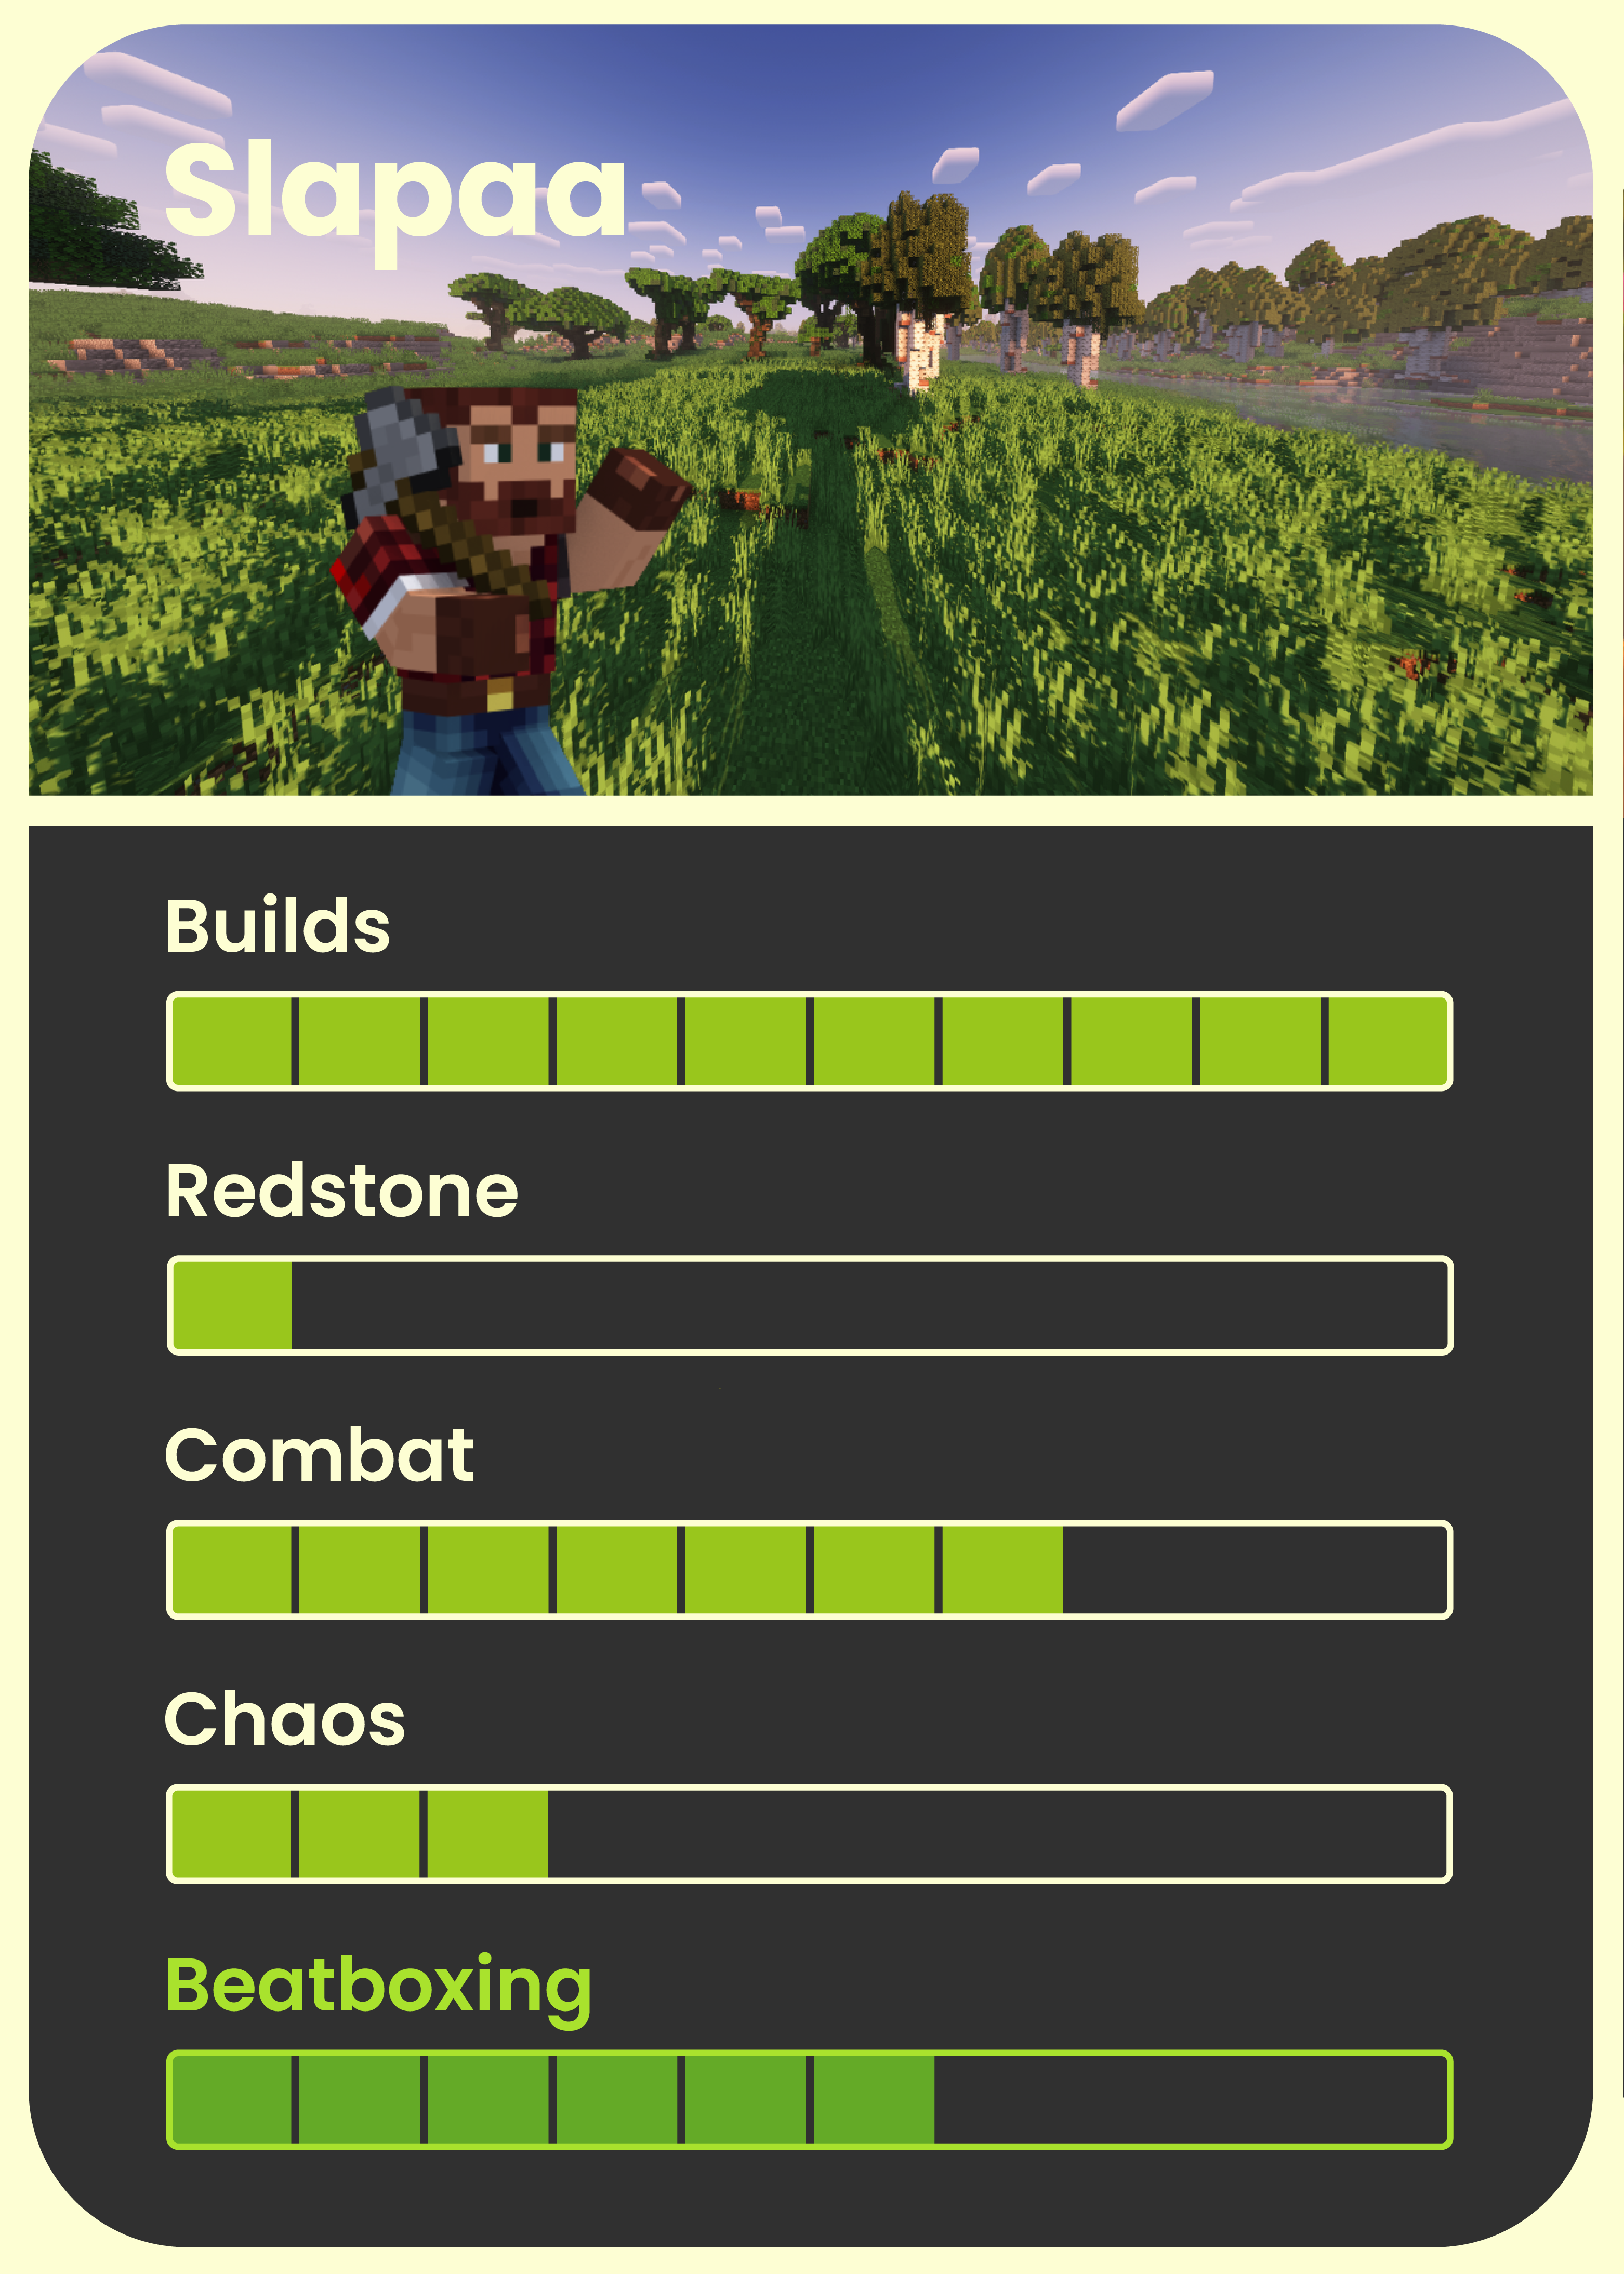 Slapaa
Builds
Redstone
Combat
Chaos
Beatboxing